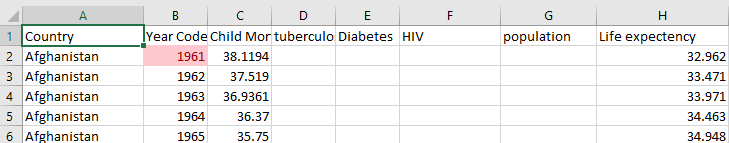 A B C D E F G H
1 Country Year Code Child Mor tuberculo Diabetes HIV population Life expectency
2 Afghanistan 1961 38.1194 32.962
3 Afghanistan 1962 37.519 33.471
4 Afghanistan 1963 36.9361 33.971
5 Afghanistan 1964 36.37 34.463
6 Afghanistan 1965 35.75 34.948